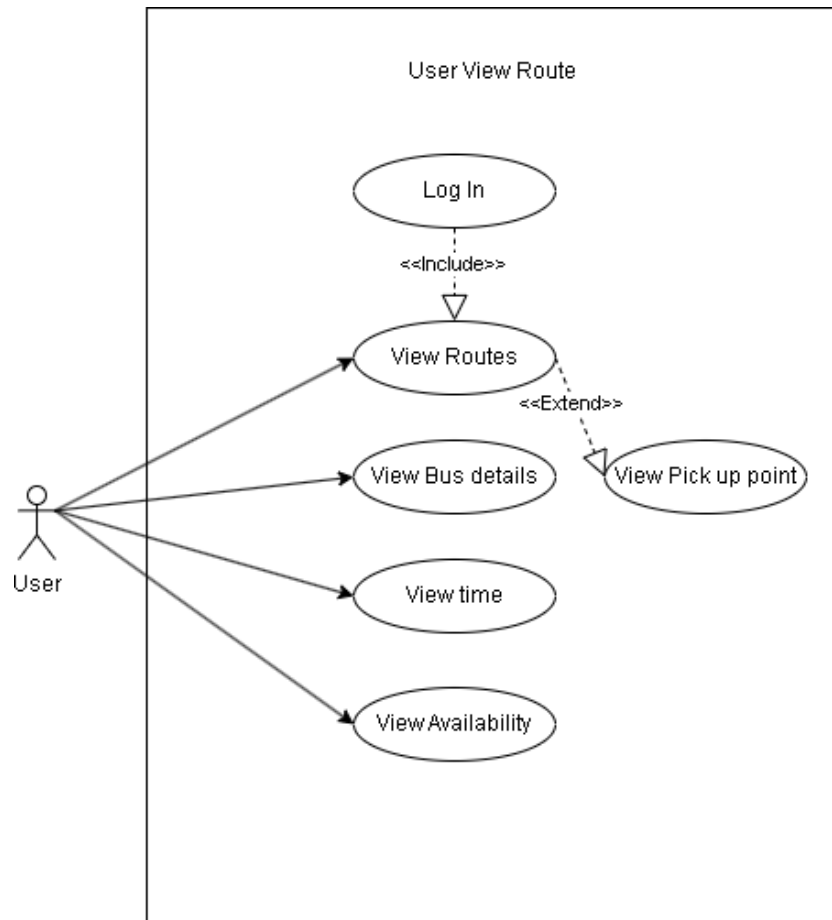 User View Route
Log In
<<Include>>
View Routes
<<Extend>>
View Bus details
View Pick up point
User
View time
View Availability